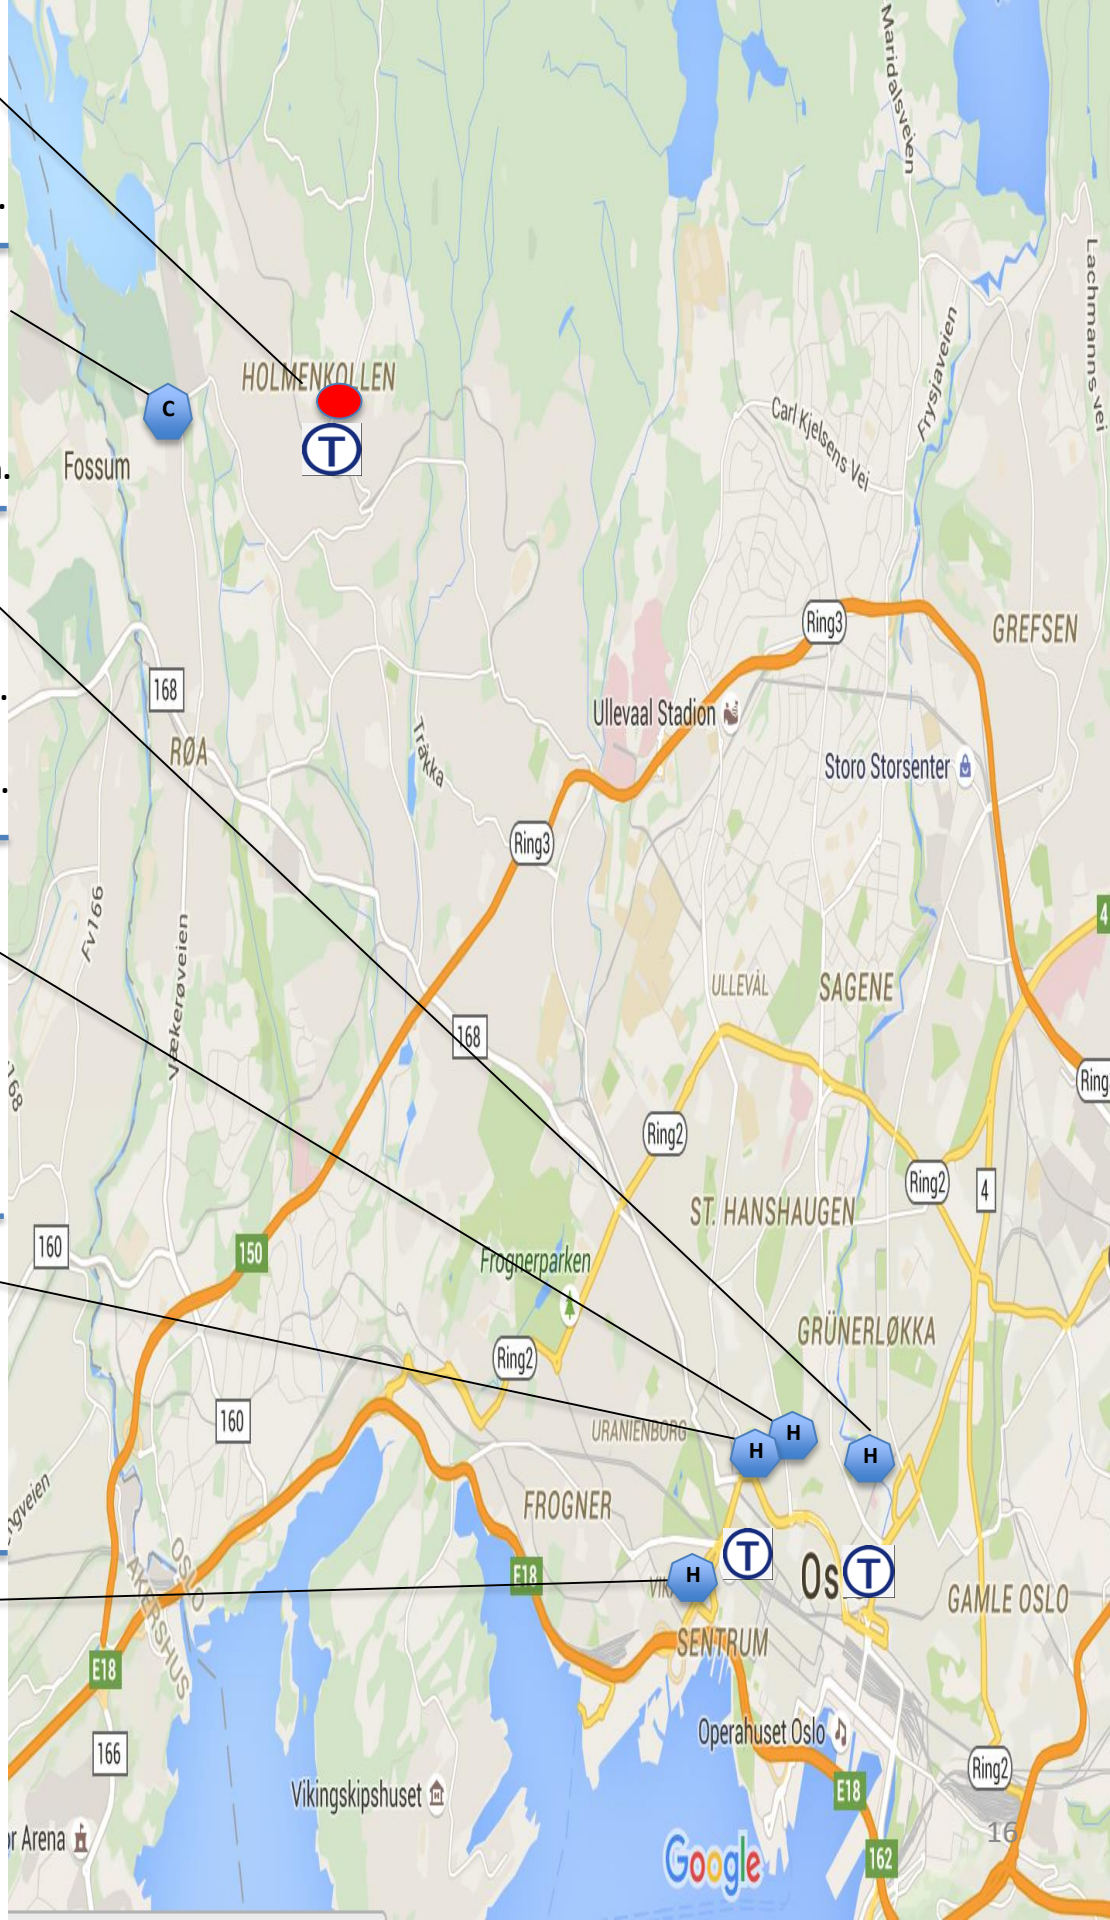 Maridalsveien
Lachmanns vei
Frysjaveien
HOLMENKOLLEN
C
T
Carl Kjelsens Vei
Fossum
Ring3
GREFSEN
168
Ullevaal Stadion
RØA
Tråkka
Storo Storsenter
Ring3
4
Fv166
Vækerøveien
ULLEVÅL
SAGENE
168
Ring
Ring2
Ring2
4
ST. HANSHAUGEN
160
150
Frognerparken
GRÜNERLØKKA
Ring2
160
URANIENBORG
H
H
H
FROGNER
T
T
E18
H
Os
OSLO
AKERSHUS
GAMLE OSLO
SENTRUM
E18
Operahuset Oslo
166
Ring2
Vikingskipshuset
E18
r Arena
16
Google
162